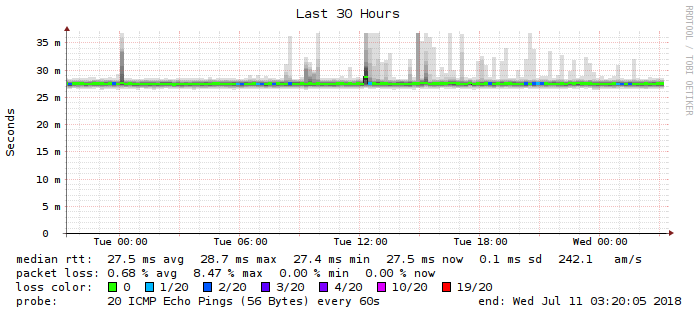 Last 30 Hours
RRDTOOL / TOBI OETIKER
Seconds
35 m
30 m
25 m
20 m
15 m
10 m
5 m
0
Tue 00:00 Tue 06:00 Tue 12:00 Tue 18:00 Wed 00:00
median rtt: 27.5 ms avg 28.7 ms max 27.4 ms min 27.5 ms now 0.1 ms sd 242.1 am/s
packet loss: 0.68 % avg 8.47 % max 0.00 % min 0.00 % now
loss color: 0 1/20 2/20 3/20 4/20 10/20 19/20
probe: 20 ICMP Echo Pings (56 Bytes) every 60s end: Wed Jul 11 03:20:05 2018